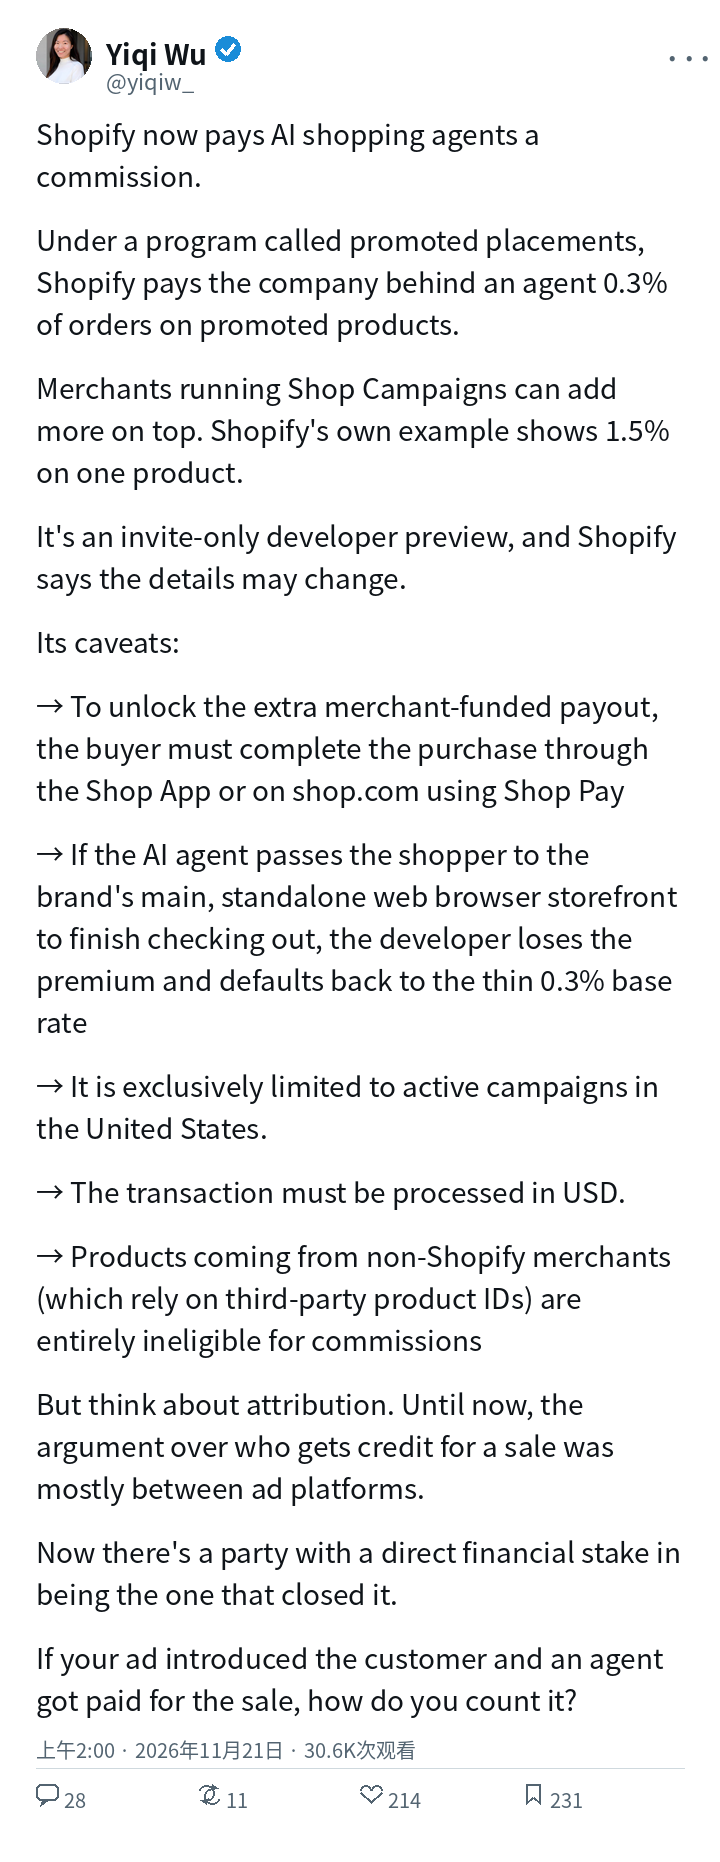 Yiqi Wu
@yiqiw_
Shopify now pays AI shopping agents a
commission.
Under a program called promoted placements,
Shopify pays the company behind an agent 0.3%
of orders on promoted products.
Merchants running Shop Campaigns can add
more on top. Shopify's own example shows 1.5%
on one product.
It's an invite-only developer preview, and Shopify
says the details may change.
Its caveats:
→ To unlock the extra merchant-funded payout,
the buyer must complete the purchase through
the Shop App or on shop.com using Shop Pay
→ If the AI agent passes the shopper to the
brand's main, standalone web browser storefront
to finish checking out, the developer loses the
premium and defaults back to the thin 0.3% base
rate
→ It is exclusively limited to active campaigns in
the United States.
→ The transaction must be processed in USD.
→ Products coming from non-Shopify merchants
(which rely on third-party product IDs) are
entirely ineligible for commissions
But think about attribution. Until now, the
argument over who gets credit for a sale was
mostly between ad platforms.
Now there's a party with a direct financial stake in
being the one that closed it.
If your ad introduced the customer and an agent
got paid for the sale, how do you count it?
上午2:00 · 2026年11月21日 · 30.6K次观看
28 11 214 231